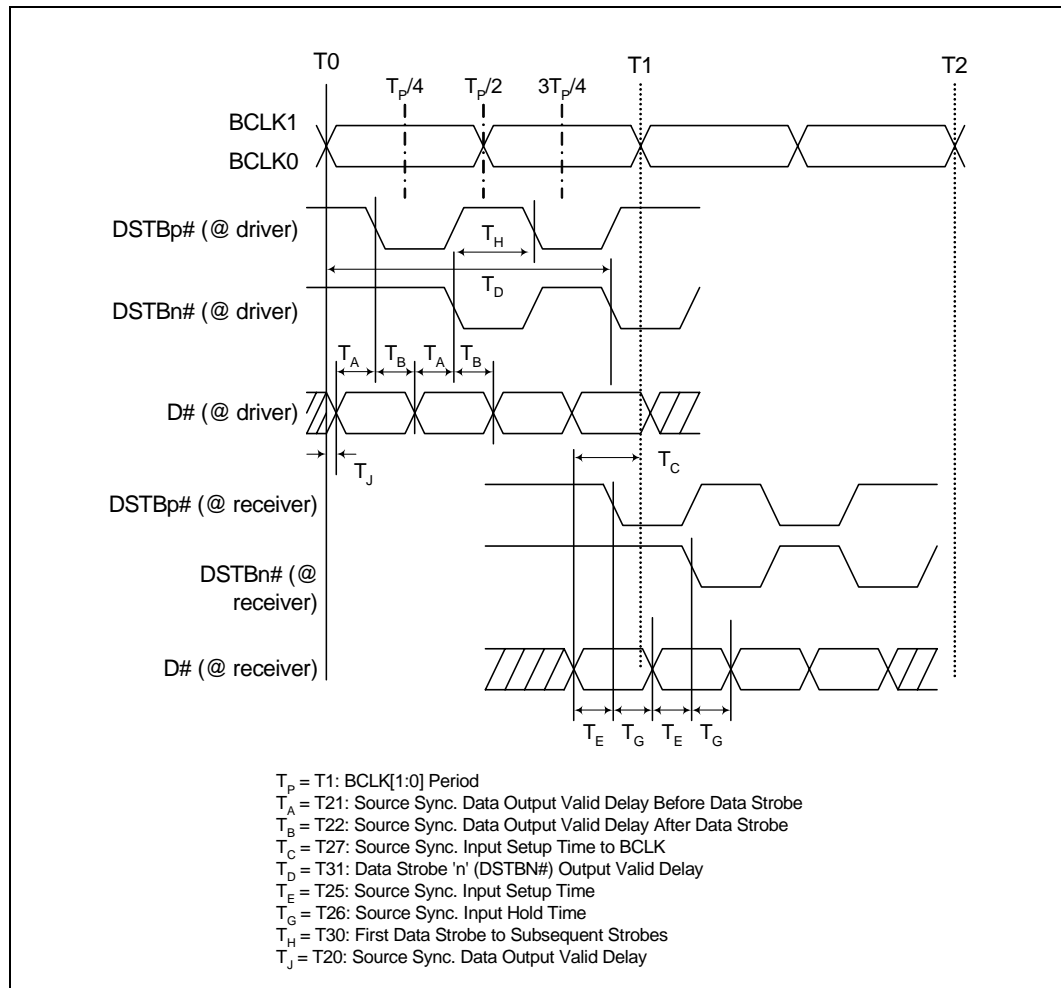 T0 T1 T2
TP/4 TP/2 3TP/4
BCLK1
BCLK0
DSTBp# (@ driver)
TH
TD
DSTBn# (@ driver)
TA TB TA TB
D# (@ driver)
TJ
TC
DSTBp# (@ receiver)
DSTBn# (@
receiver)
D# (@ receiver)
TE TG TE TG
TP = T1: BCLK[1:0] Period
TA = T21: Source Sync. Data Output Valid Delay Before Data Strobe
TB = T22: Source Sync. Data Output Valid Delay After Data Strobe
TC = T27: Source Sync. Input Setup Time to BCLK
TD = T31: Data Strobe 'n' (DSTBN#) Output Valid Delay
TE = T25: Source Sync. Input Setup Time
TG = T26: Source Sync. Input Hold Time
TH = T30: First Data Strobe to Subsequent Strobes
TJ = T20: Source Sync. Data Output Valid Delay